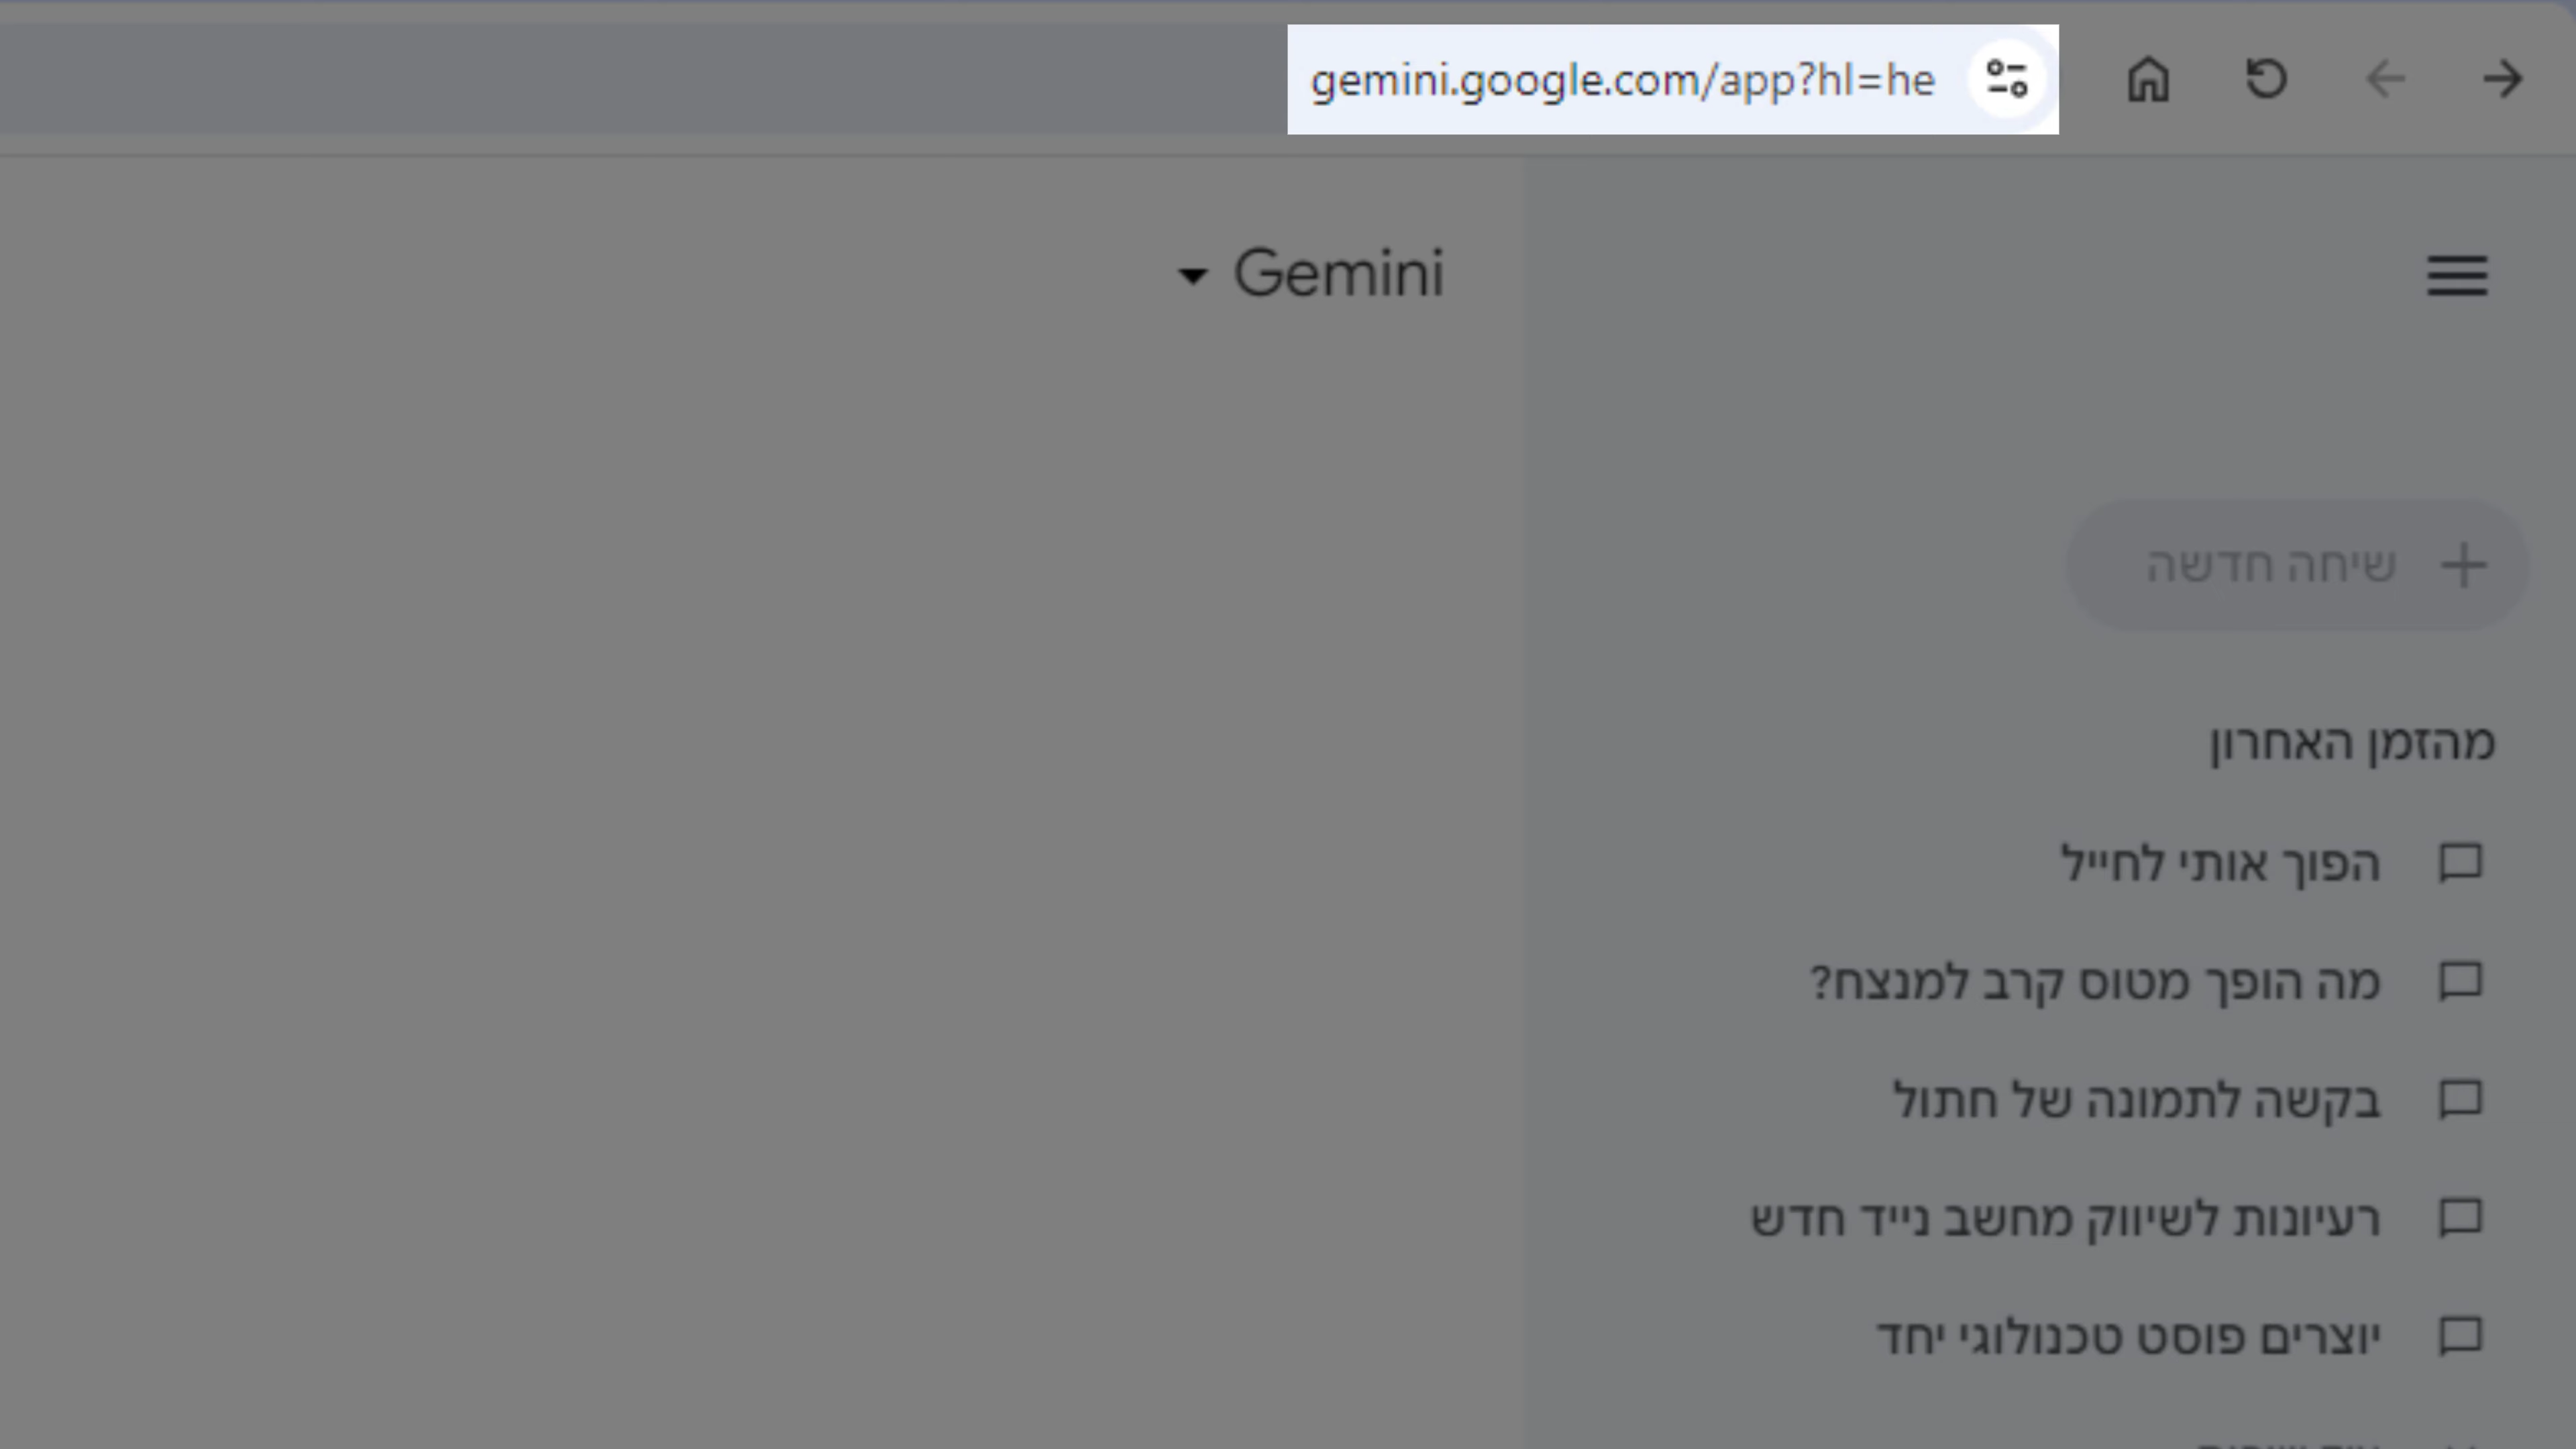 gemini.google.com/app?hl=he
Gemini
שיחה חדשה
מהזמן האחרון
הפוך אותי לחייל
מה הופך מטוס קרב למנצח?
בקשה לתמונה של חתול
רעיונות לשיווק מחשב נייד חדש
יוצרים פוסט טכנולוגי יחד